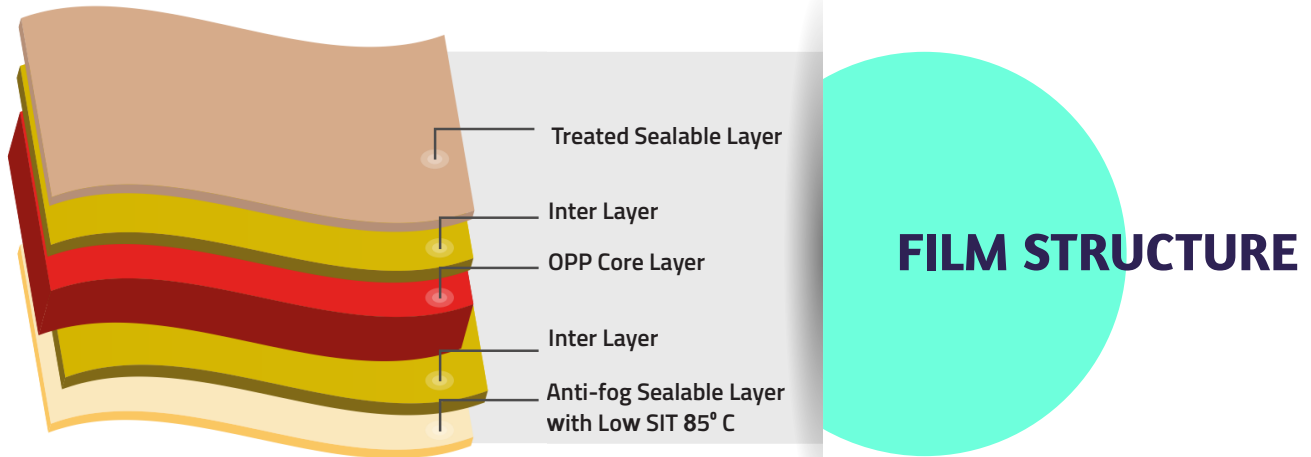 Treated Sealable Layer
Inter Layer
OPP Core Layer
Inter Layer
Anti-fog Sealable Layer
with Low SIT 85° C
FILM STRUCTURE